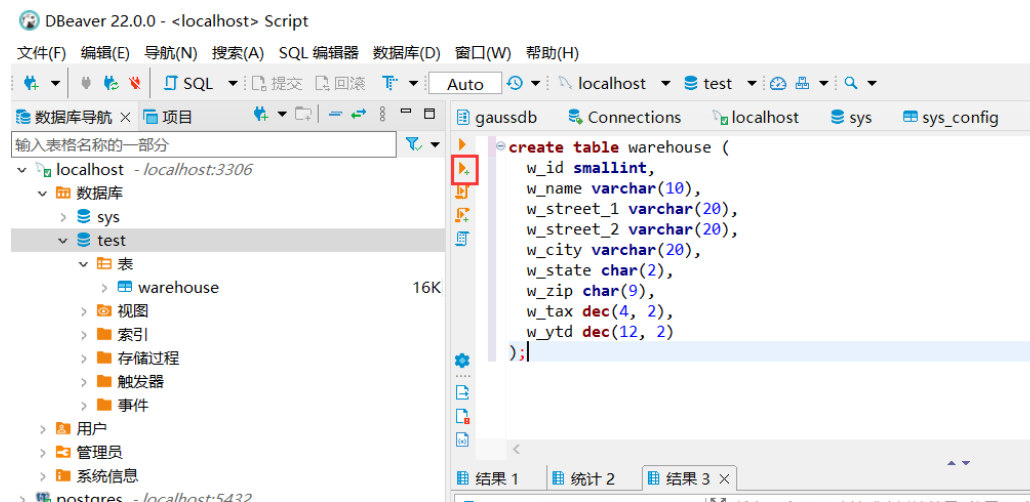 DBeaver 22.0.0 - <localhost> Script
文件(F) 编辑(E) 导航(N) 搜索(A) SQL 编辑器 数据库(D) 窗口(W) 帮助(H)
SQL 提交 回滚 Auto localhost test
数据库导航 项目
gaussdb Connections localhost sys sys_config
输入表格名称的一部分
localhost - localhost:3306
数据库
sys
test
表
warehouse 16K
视图
索引
存储过程
触发器
事件
用户
管理员
系统信息
postgres - localhost:5432
create table warehouse (
w_id smallint,
w_name varchar(10),
w_street_1 varchar(20),
w_street_2 varchar(20),
w_city varchar(20),
w_state char(2),
w_zip char(9),
w_tax dec(4, 2),
w_ytd dec(12, 2)
);
结果 1 统计 2 结果 3